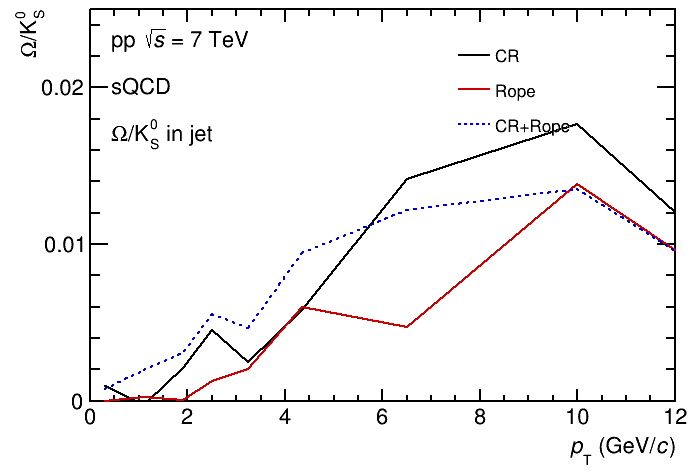 Ω/K⁰_S
pp √s = 7 TeV
sQCD
Ω/K⁰_S in jet
CR
Rope
CR+Rope
0.02
0.01
0
0 2 4 6 8 10 12
p_T (GeV/c)